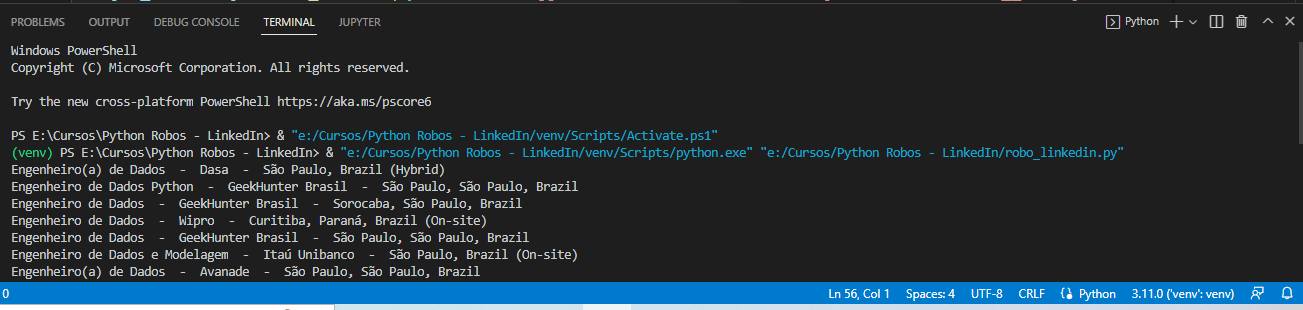 PROBLEMS OUTPUT DEBUG CONSOLE TERMINAL JUPYTER Python
Windows PowerShell
Copyright (C) Microsoft Corporation. All rights reserved.
Try the new cross-platform PowerShell https://aka.ms/pscore6
PS E:\Cursos\Python Robos - LinkedIn> & "e:/Cursos/Python Robos - LinkedIn/venv/Scripts/Activate.ps1"
(venv) PS E:\Cursos\Python Robos - LinkedIn> & "e:/Cursos/Python Robos - LinkedIn/venv/Scripts/python.exe" "e:/Cursos/Python Robos - LinkedIn/robo_linkedin.py"
Engenheiro(a) de Dados - Dasa - São Paulo, Brazil (Hybrid)
Engenheiro de Dados Python - GeekHunter Brasil - São Paulo, São Paulo, Brazil
Engenheiro de Dados - GeekHunter Brasil - Sorocaba, São Paulo, Brazil
Engenheiro de Dados - Wipro - Curitiba, Paraná, Brazil (On-site)
Engenheiro de Dados - GeekHunter Brasil - São Paulo, São Paulo, Brazil
Engenheiro de Dados e Modelagem - Itaú Unibanco - São Paulo, Brazil (On-site)
Engenheiro(a) de Dados - Avanade - São Paulo, São Paulo, Brazil
0 Ln 56, Col 1 Spaces: 4 UTF-8 CRLF Python 3.11.0 ('venv': venv)